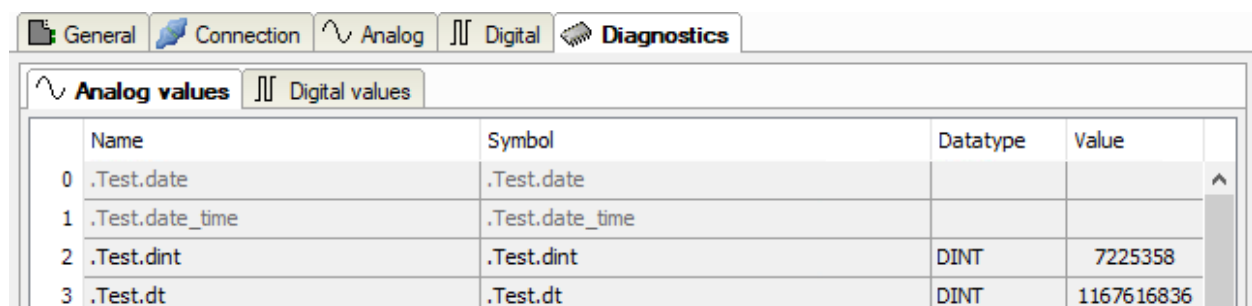 General Connection Analog Digital Diagnostics
Analog values Digital values
Name Symbol Datatype Value
0 .Test.date .Test.date
1 .Test.date_time .Test.date_time
2 .Test.dint .Test.dint DINT 7225358
3 .Test.dt .Test.dt DINT 1167616836